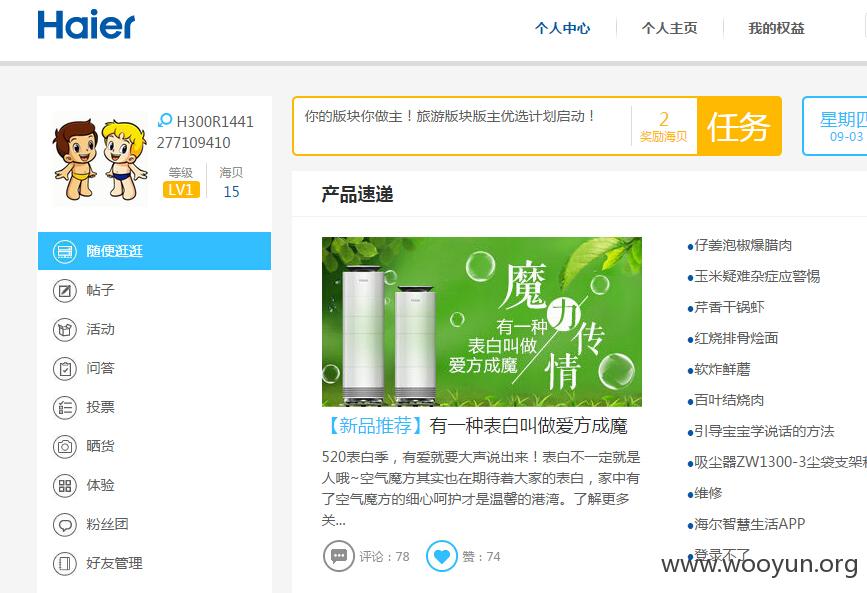 Haier
个人中心
个人主页
我的权益
H300R1441
277109410
等级
海贝
LV1
15
你的版块你做主！旅游版块版主优选计划启动！
2
奖励海贝
任务
星期四
09-03
随便逛逛
帖子
活动
问答
投票
晒货
体验
粉丝团
好友管理
产品速递
魔力传情
有一种
表白叫做
爱方成魔
【新品推荐】有一种表白叫做爱方成魔
520表白季，有爱就要大声说出来！表白不一定就是
人哦~空气魔方其实也在期待着大家的表白，家中有
了空气魔方的细心呵护才是温馨的港湾。了解更多
关...
评论：78
赞：74
●仔姜泡椒爆腊肉
●玉米疑难杂症应警惕
●芹香干锅虾
●红烧排骨烩面
●软炸鲜蘑
●百叶结烧肉
●引导宝宝学说话的方法
●吸尘器ZW1300-3尘袋支架
●维修
●海尔智慧生活APP
●登录不了
www.wooyun.org